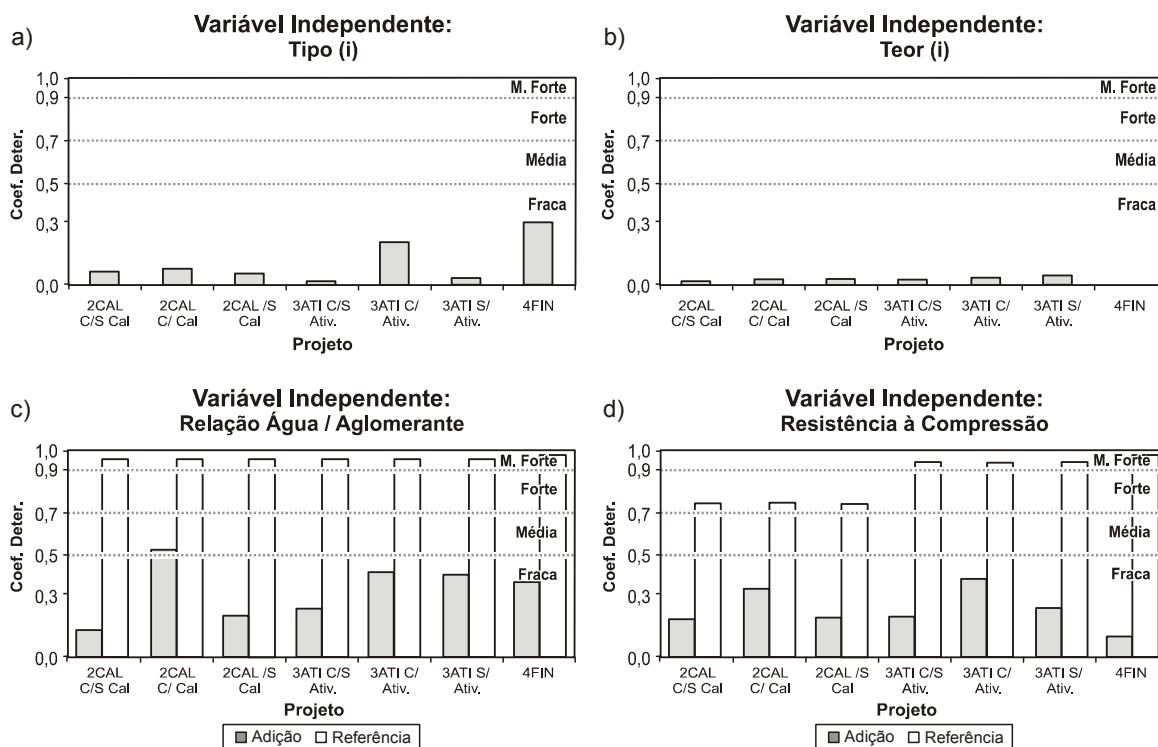 a)
Variável Independente:
Tipo (i)
Coef. Deter.
1,0
0,9
0,7
0,5
0,3
0,0
M. Forte
Forte
Média
Fraca
2CAL C/S Cal
2CAL C/ Cal
2CAL /S Cal
3ATI C/S Ativ.
3ATI C/ Ativ.
3ATI S/ Ativ.
4FIN
Projeto
b)
Variável Independente:
Teor (i)
Coef. Deter.
1,0
0,9
0,7
0,5
0,3
0,0
M. Forte
Forte
Média
Fraca
2CAL C/S Cal
2CAL C/ Cal
2CAL /S Cal
3ATI C/S Ativ.
3ATI C/ Ativ.
3ATI S/ Ativ.
4FIN
Projeto
c)
Variável Independente:
Relação Água / Aglomerante
Coef. Deter.
1,0
0,9
0,7
0,5
0,3
0,0
M. Forte
Forte
Média
Fraca
2CAL C/S Cal
2CAL C/ Cal
2CAL /S Cal
3ATI C/S Ativ.
3ATI C/ Ativ.
3ATI S/ Ativ.
4FIN
Projeto
Adição Referência
d)
Variável Independente:
Resistência à Compressão
Coef. Deter.
1,0
0,9
0,7
0,5
0,3
0,0
M. Forte
Forte
Média
Fraca
2CAL C/S Cal
2CAL C/ Cal
2CAL /S Cal
3ATI C/S Ativ.
3ATI C/ Ativ.
3ATI S/ Ativ.
4FIN
Projeto
Adição Referência